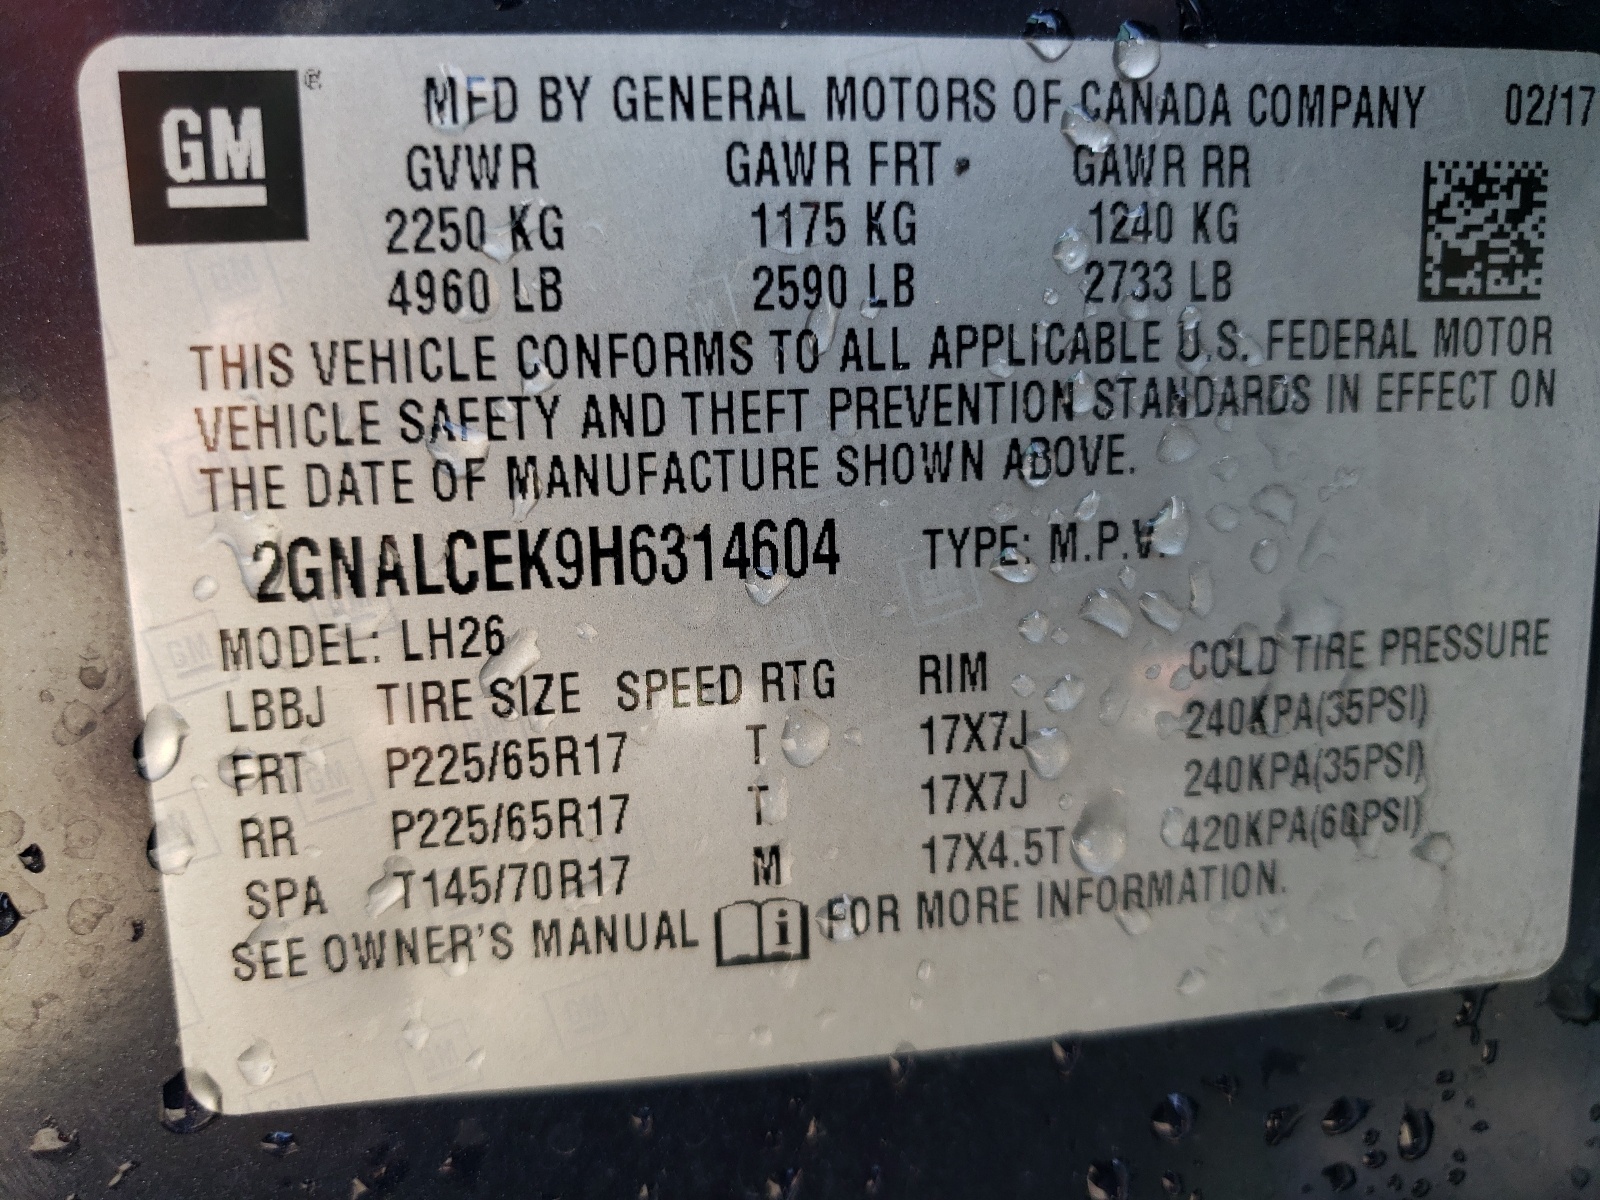 GM ® MFD BY GENERAL MOTORS OF CANADA COMPANY 02/17
GVWR GAWR FRT GAWR RR
2250 KG 1175 KG 1240 KG
4960 LB 2590 LB 2733 LB
THIS VEHICLE CONFORMS TO ALL APPLICABLE U.S. FEDERAL MOTOR
VEHICLE SAFETY AND THEFT PREVENTION STANDARDS IN EFFECT ON
THE DATE OF MANUFACTURE SHOWN ABOVE.
2GNALCEK9H6314604 TYPE: M.P.V.
MODEL: LH26
LBBJ TIRE SIZE SPEED RTG RIM COLD TIRE PRESSURE
FRT P225/65R17 T 17X7J 240KPA(35PSI)
RR P225/65R17 T 17X7J 240KPA(35PSI)
SPA T145/70R17 M 17X4.5T 420KPA(60PSI)
SEE OWNER'S MANUAL i FOR MORE INFORMATION.